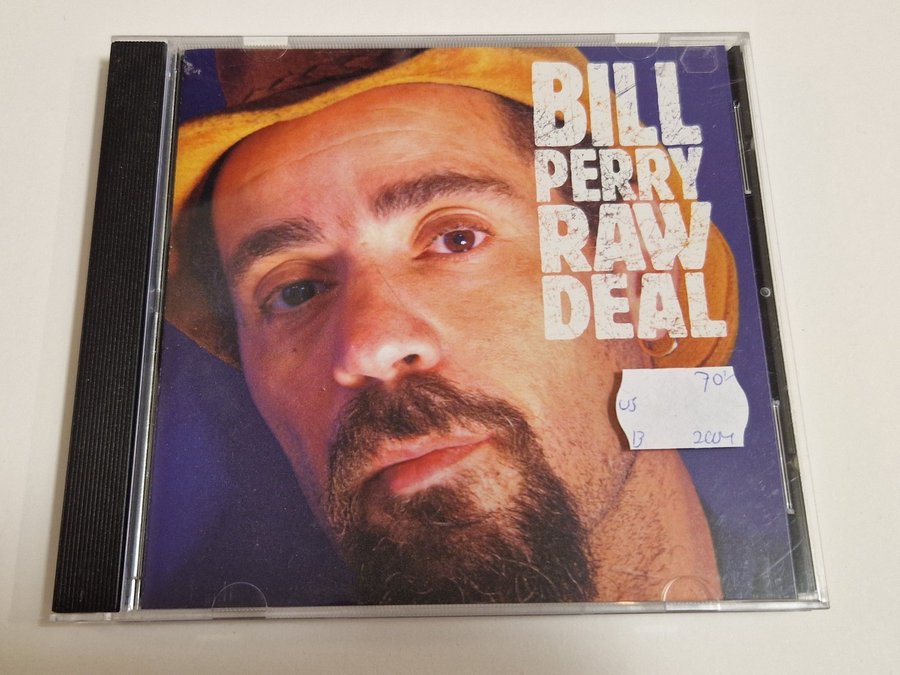 BILL
PERRY
RAW
DEAL
70:-
US
13 2004